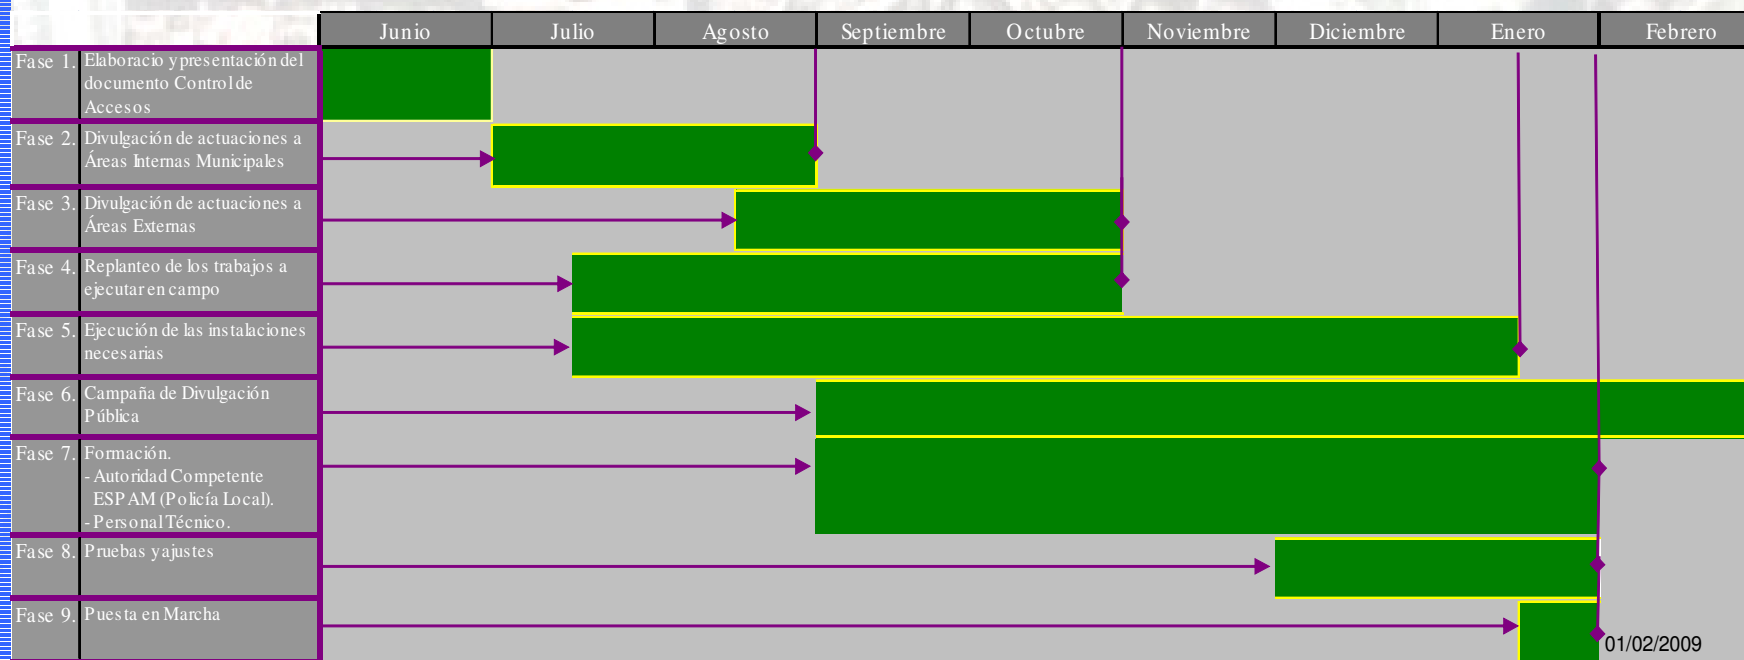 Junio Julio Agosto Septiembre Octubre Noviembre Diciembre Enero Febrero
Fase 1. Elaboracio y presentación del
documento Control de
Accesos
Fase 2. Divulgación de actuaciones a
Áreas Internas Municipales
Fase 3. Divulgación de actuaciones a
Áreas Externas
Fase 4. Replanteo de los trabajos a
ejecutar en campo
Fase 5. Ejecución de las instalaciones
necesarias
Fase 6. Campaña de Divulgación
Pública
Fase 7. Formación.
- Autoridad Competente
ESPAM (Policía Local).
- Personal Técnico.
Fase 8. Pruebas y ajustes
Fase 9. Puesta en Marcha
01/02/2009